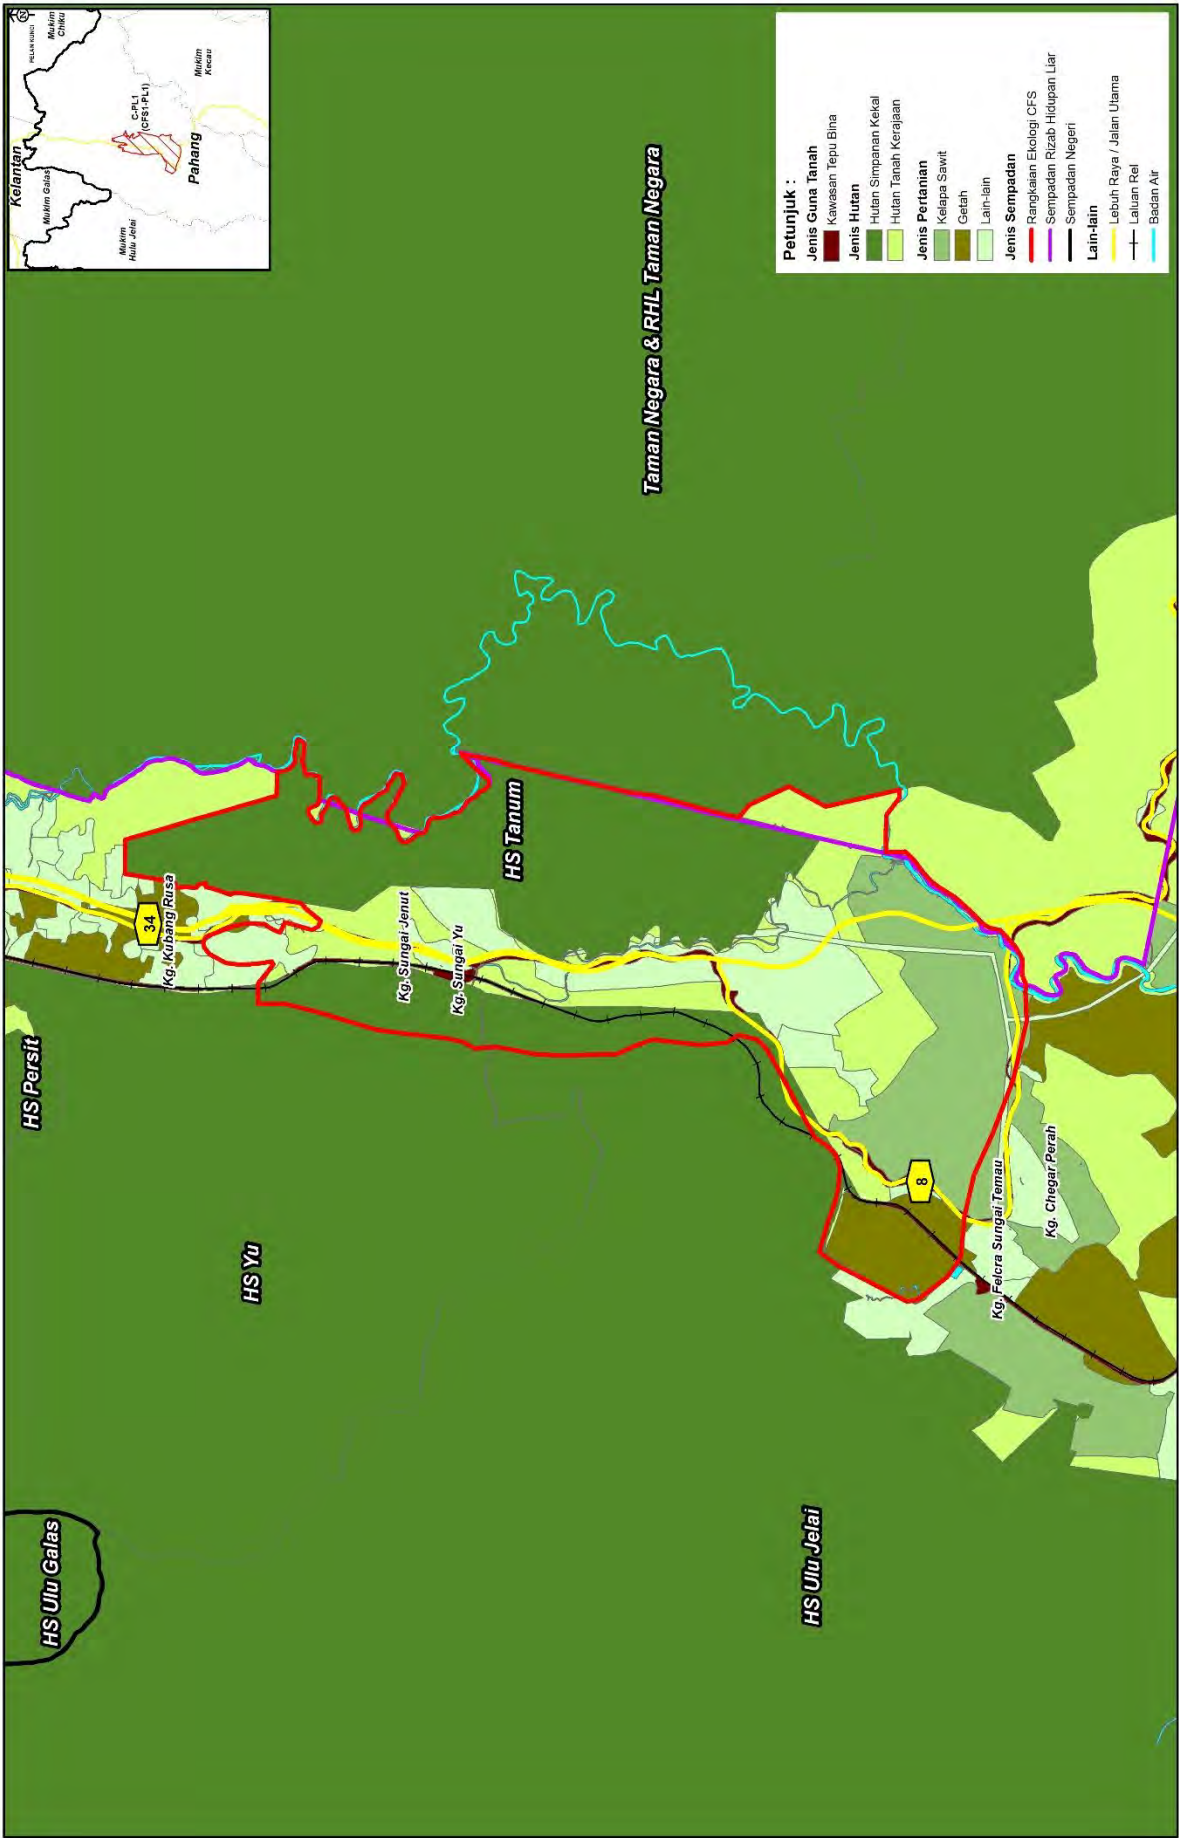 Kelantan
PELAN KUNCI
N
Mukim
Chiku
Mukim Galas
Mukim
Hulu Jelai
C-PL1
(CFS1-PL1)
Mukim
Kecau
Pahang
HS Ulu Galas
HS Persit
34
Kg. Kubang Rusa
HS Yu
Kg. Sungai Jenut
Kg. Sungai Yu
HS Tanum
Taman Negara & RHL Taman Negara
HS Ulu Jelai
8
Kg. Felcra Sungai Temau
Kg. Chegar Perah
Petunjuk :
Jenis Guna Tanah
Kawasan Tepu Bina
Jenis Hutan
Hutan Simpanan Kekal
Hutan Tanah Kerajaan
Jenis Pertanian
Kelapa Sawit
Getah
Lain-lain
Jenis Sempadan
Rangkaian Ekologi CFS
Sempadan Rizab Hidupan Liar
Sempadan Negeri
Lain-lain
Lebuh Raya / Jalan Utama
Laluan Rel
Badan Air